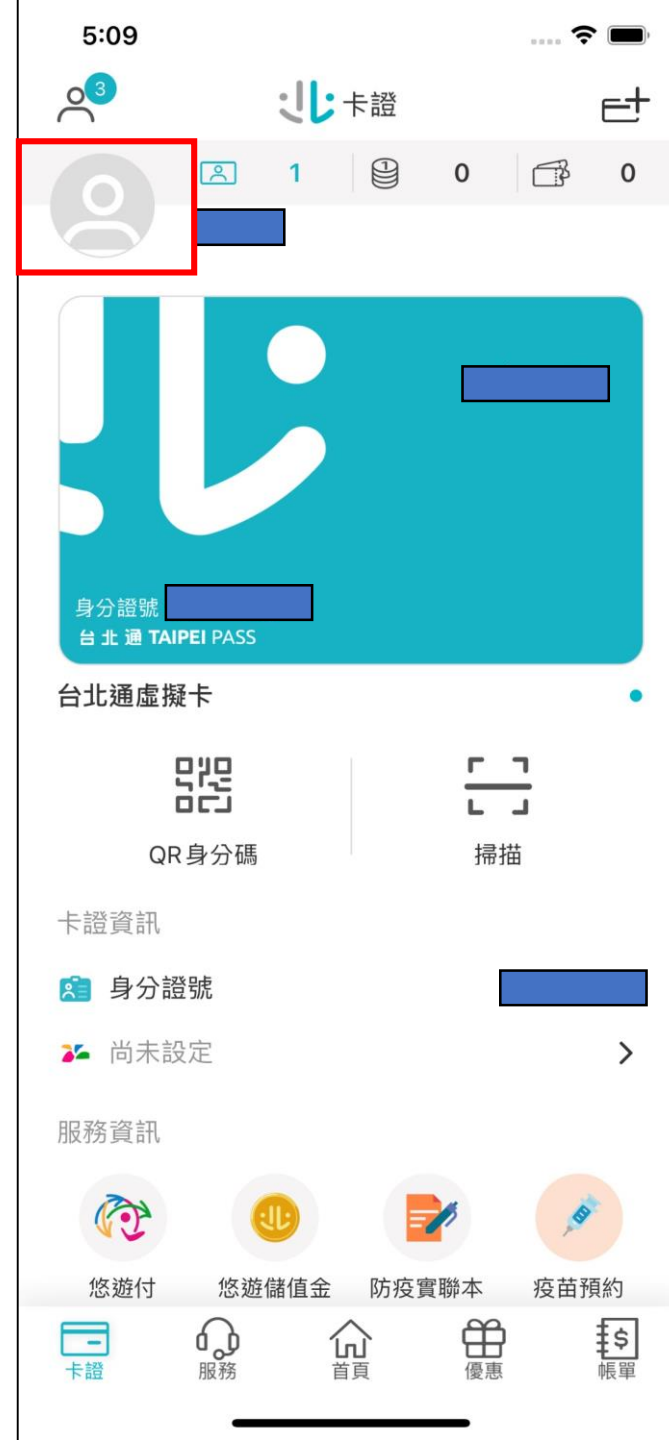 5:09
3
卡證
1 0 0
身分證號
台北通 TAIPEI PASS
台北通虛擬卡
QR身分碼 掃描
卡證資訊
身分證號
尚未設定
服務資訊
悠遊付 悠遊儲值金 防疫實聯本 疫苗預約
卡證 服務 首頁 優惠 帳單